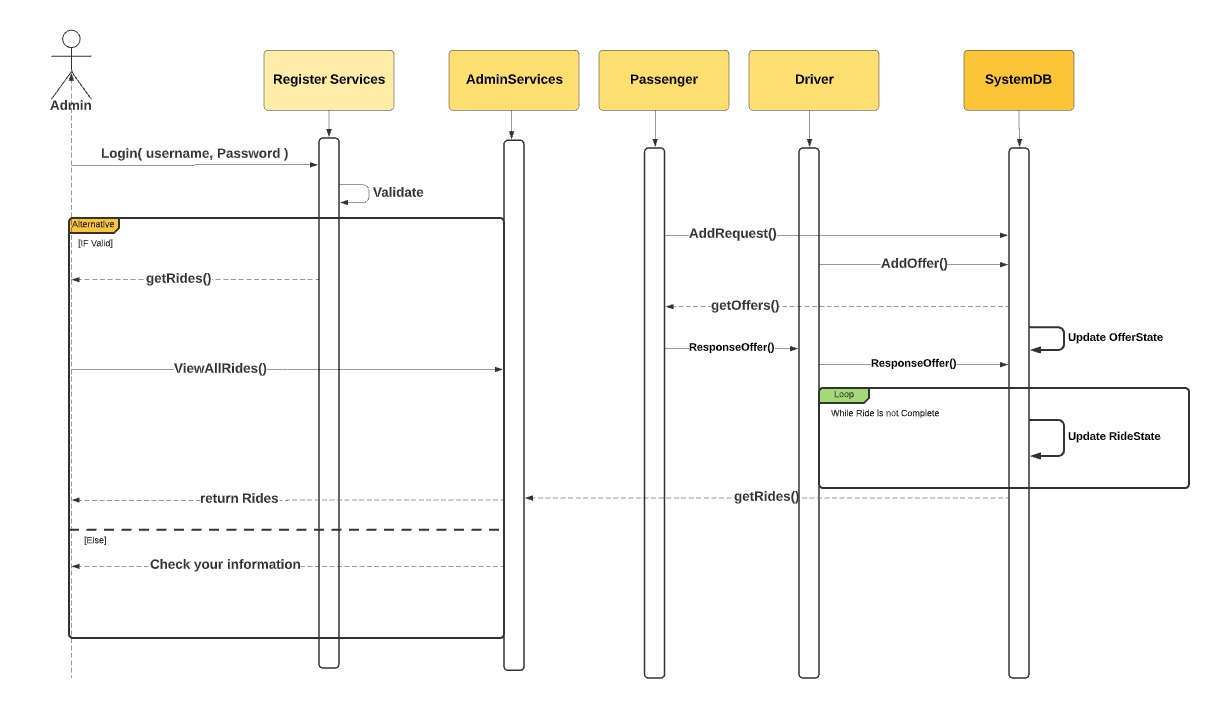 Admin
Register Services
AdminServices
Passenger
Driver
SystemDB
Login( username, Password )
Validate
Alternative
[IF Valid]
AddRequest()
AddOffer()
getRides()
getOffers()
Update OfferState
ResponseOffer()
ResponseOffer()
ViewAllRides()
Loop
While Ride Is not Complete
Update RideState
return Rides
getRides()
[Else]
Check your information